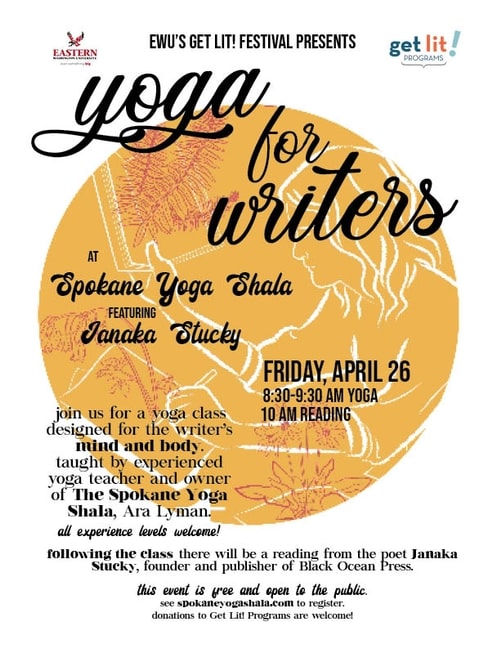 EASTERN
WASHINGTON UNIVERSITY
EWU'S GET LIT! FESTIVAL PRESENTS
get lit!
PROGRAMS
yoga
for
writers
AT
Spokane Yoga Shala
FEATURING
Janaka Stucky
FRIDAY, APRIL 26
8:30-9:30 AM YOGA
10 AM READING
join us for a yoga class
designed for the writer's
mind and body.
taught by experienced
yoga teacher and owner
of The Spokane Yoga
Shala, Ara Lyman.
all experience levels welcome!
following the class there will be a reading from the poet Janaka
Stucky, founder and publisher of Black Ocean Press.
this event is free and open to the public.
see spokaneyogashala.com to register.
donations to Get Lit! Programs are welcome!